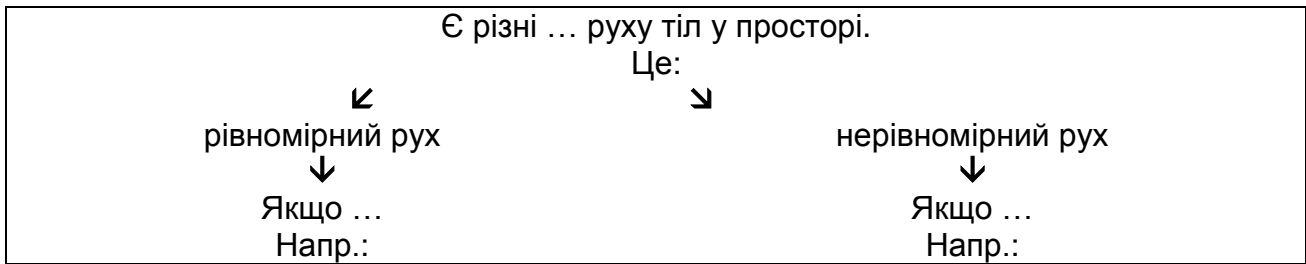 Є різні … руху тіл у просторі.
Це:
🡿 🡾
рівномірний рух нерівномірний рух
🡻 🡻
Якщо … Якщо …
Напр.: Напр.: